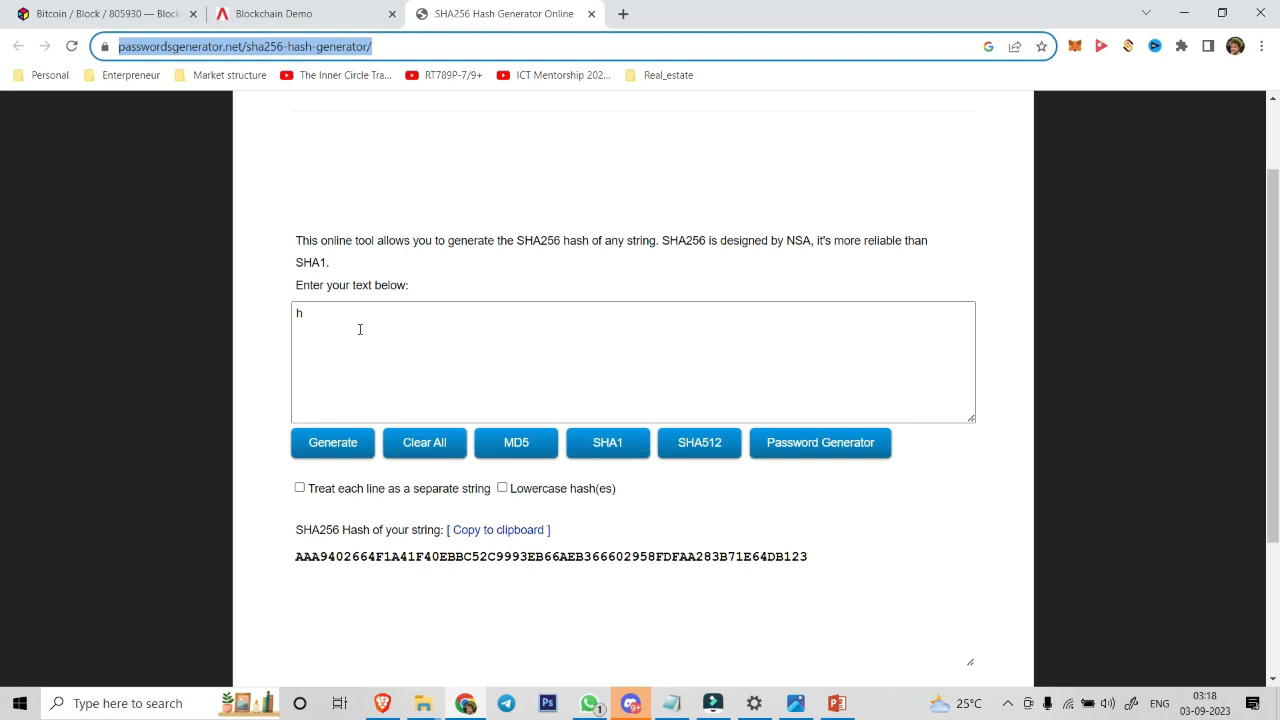 Bitcoin / Block / 805930 — Block
Blockchain Demo
SHA256 Hash Generator Online
passwordsgenerator.net/sha256-hash-generator/
Personal
Enterpreneur
Market structure
The Inner Circle Tra...
RT789P-7/9+
ICT Mentorship 202...
Real_estate
This online tool allows you to generate the SHA256 hash of any string. SHA256 is designed by NSA, it's more reliable than
SHA1.
Enter your text below:
h
Generate
Clear All
MD5
SHA1
SHA512
Password Generator
Treat each line as a separate string
Lowercase hash(es)
SHA256 Hash of your string: [ Copy to clipboard ]
AAA9402664F1A41F40EBBC52C9993EB66AEB366602958FDFAA283B71E64DB123
Type here to search
Ps
1
9+
25°C
ENG
03:18
03-09-2023